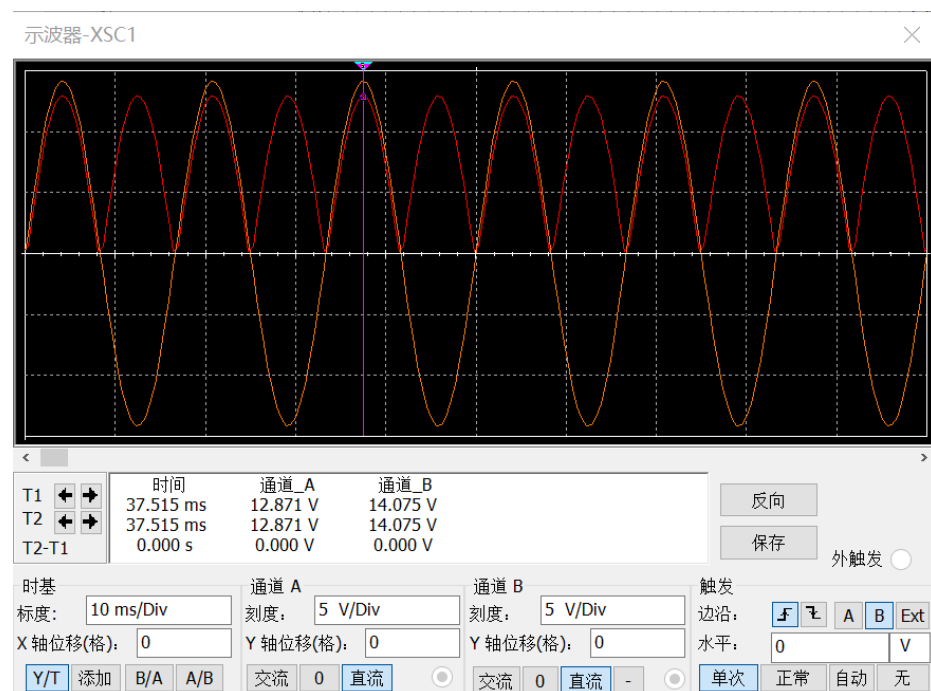 示波器-XSC1
时间 通道_A 通道_B
T1 37.515 ms 12.871 V 14.075 V
T2 37.515 ms 12.871 V 14.075 V
T2-T1 0.000 s 0.000 V 0.000 V
反向
保存
外触发
时基
标度: 10 ms/Div
X 轴位移(格): 0
Y/T 添加 B/A A/B
通道 A
刻度: 5 V/Div
Y 轴位移(格): 0
交流 0 直流
通道 B
刻度: 5 V/Div
Y 轴位移(格): 0
交流 0 直流 -
触发
边沿: A B Ext
水平: 0 V
单次 正常 自动 无